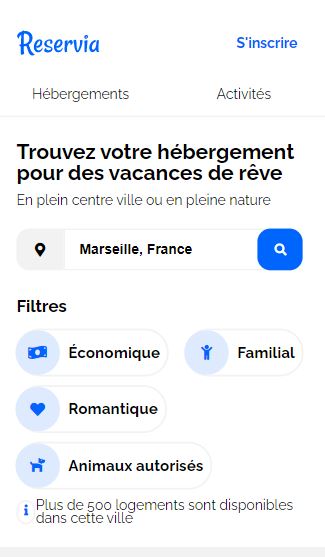 Reservia
S'inscrire
Hébergements
Activités
Trouvez votre hébergement
pour des vacances de rêve
En plein centre ville ou en pleine nature
Marseille, France
Filtres
Économique
Familial
Romantique
Animaux autorisés
Plus de 500 logements sont disponibles
dans cette ville